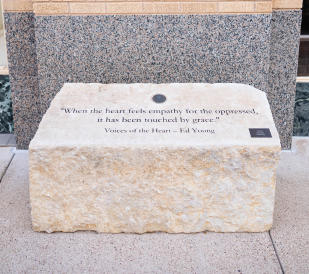 "When the heart feels empathy for the oppressed,
it has been touched by grace."
Voices of the Heart – Ed Young